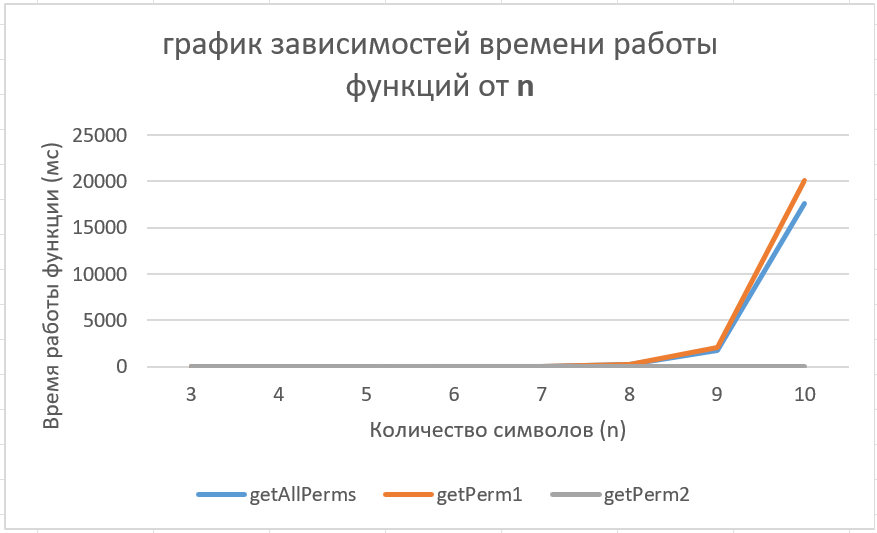 график зависимостей времени работы
функций от n
Время работы функции (мс)
25000
20000
15000
10000
5000
0
3 4 5 6 7 8 9 10
Количество символов (n)
getAllPerms getPerm1 getPerm2